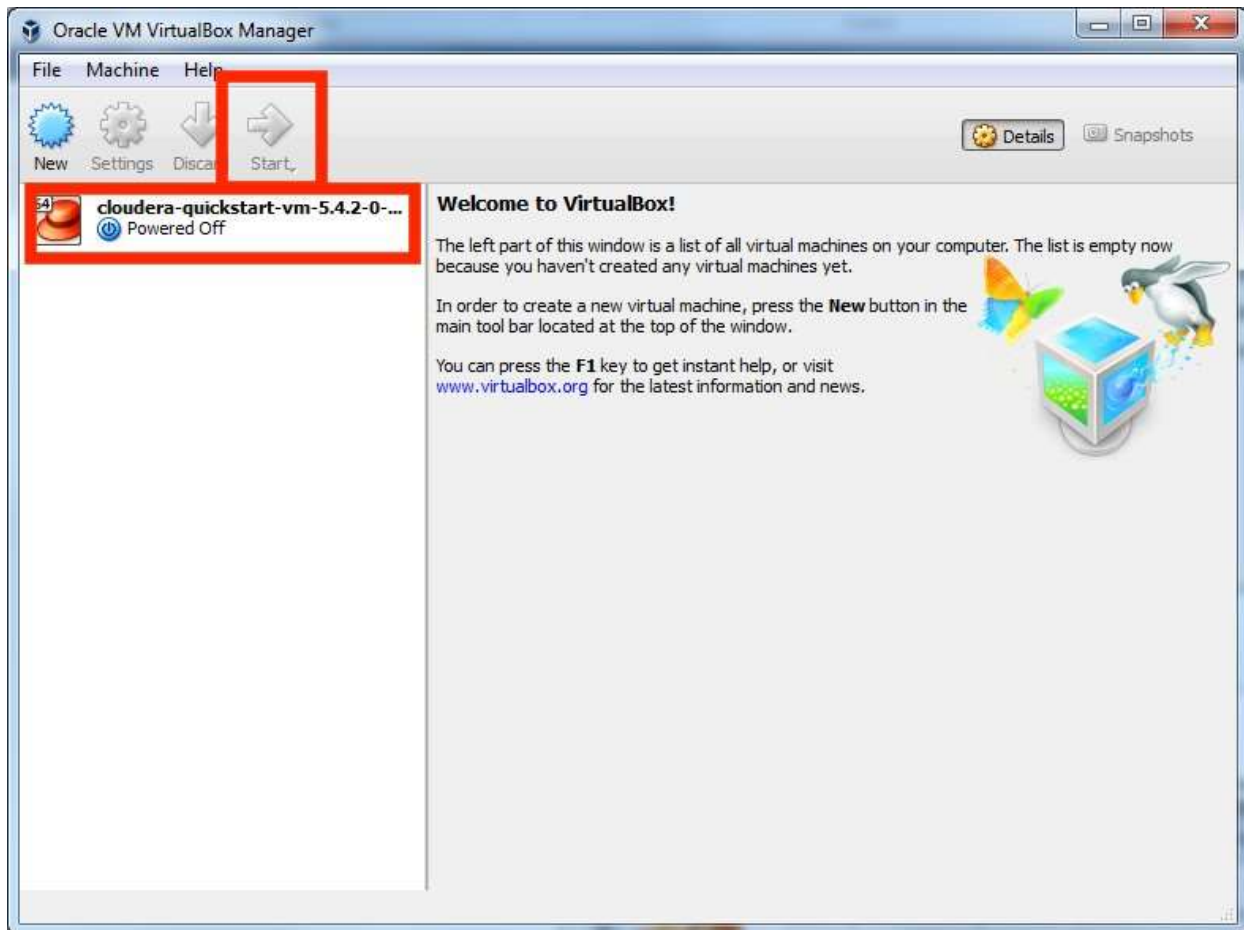 Oracle VM VirtualBox Manager
File Machine Help
New Settings Discar Start
Details Snapshots
64
cloudera-quickstart-vm-5.4.2-0-...
Powered Off
Welcome to VirtualBox!
The left part of this window is a list of all virtual machines on your computer. The list is empty now
because you haven't created any virtual machines yet.
In order to create a new virtual machine, press the New button in the
main tool bar located at the top of the window.
You can press the F1 key to get instant help, or visit
www.virtualbox.org for the latest information and news.